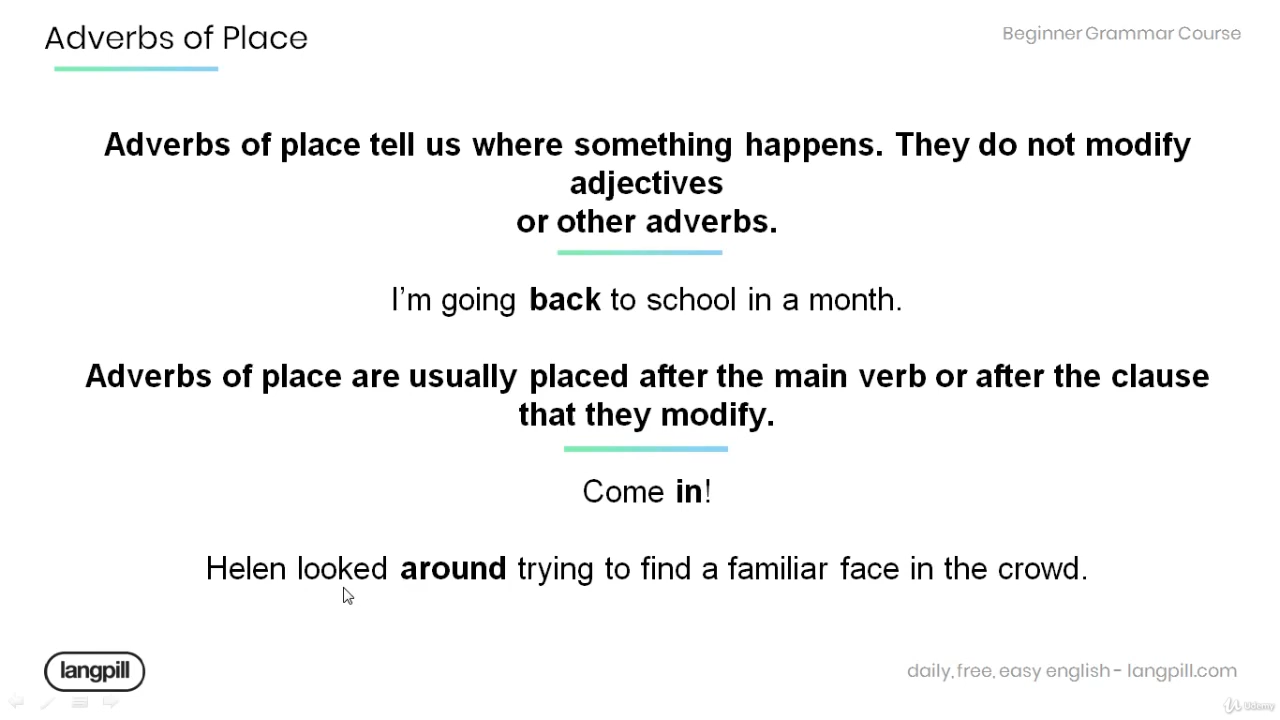 Adverbs of Place
Beginner Grammar Course
Adverbs of place tell us where something happens. They do not modify
adjectives
or other adverbs.
I’m going back to school in a month.
Adverbs of place are usually placed after the main verb or after the clause
that they modify.
Come in!
Helen looked around trying to find a familiar face in the crowd.
langpill
daily, free, easy english - langpill.com
Udemy